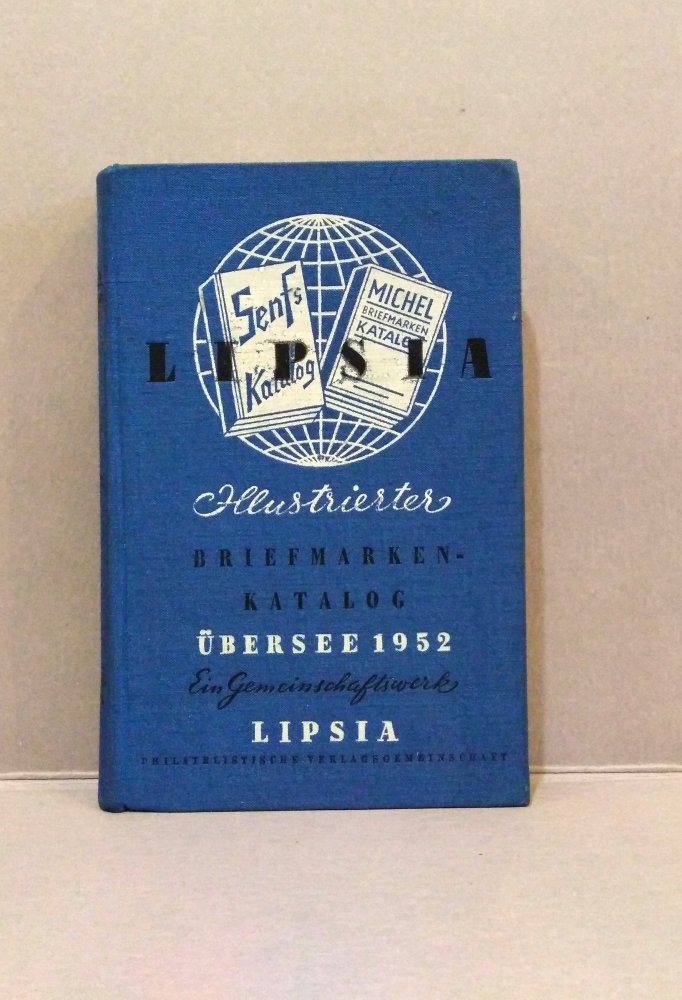 Senfs
Katalog
MICHEL
BRIEFMARKEN
KATALOG
LIPSIA
Illustrierter
BRIEFMARKEN-
KATALOG
ÜBERSEE 1952
Ein Gemeinschaftswerk
LIPSIA
PHILATELISTISCHE VERLAGSGEMEINSCHAFT